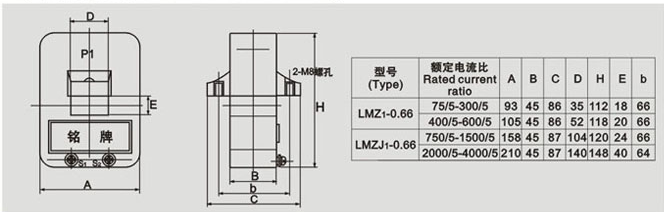 D
P1
E
铭 牌
S₁ S₂
A
2-M8螺孔
H
B
b
C
型号 (Type) 额定电流比 Rated current ratio A B C D H E b
LMZ1-0.66 75/5-300/5 93 45 86 35 112 18 66
400/5-600/5 105 45 86 52 118 20 66
LMZJ1-0.66 750/5-1500/5 158 45 87 104 120 24 66
2000/5-4000/5 210 45 87 140 148 40 64